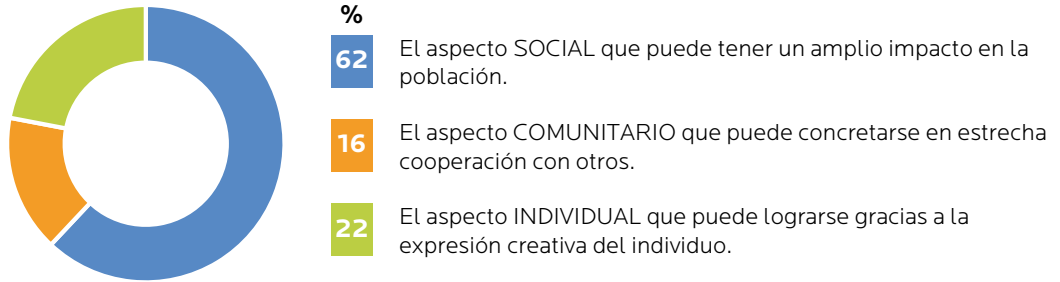 %
62
El aspecto SOCIAL que puede tener un amplio impacto en la
población.
16
El aspecto COMUNITARIO que puede concretarse en estrecha
cooperación con otros.
22
El aspecto INDIVIDUAL que puede lograrse gracias a la
expresión creativa del individuo.